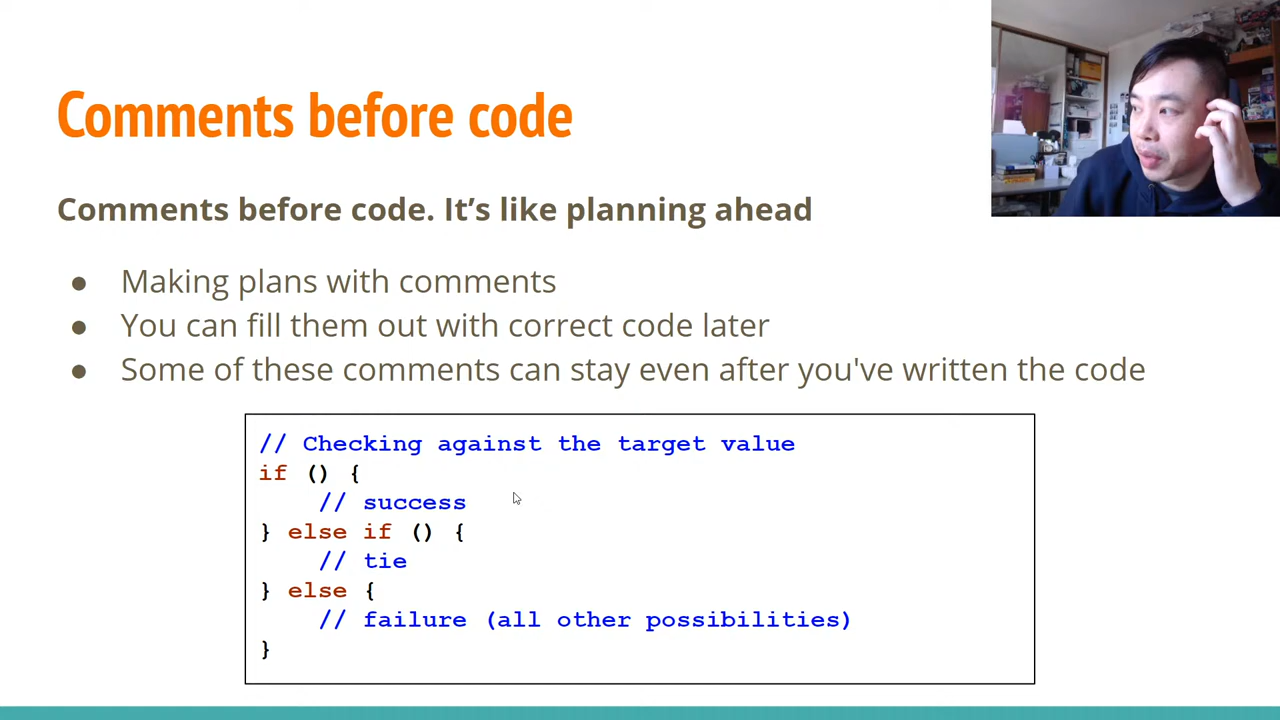 Comments before code
Comments before code. It’s like planning ahead
● Making plans with comments
● You can fill them out with correct code later
● Some of these comments can stay even after you've written the code
// Checking against the target value
if () {
    // success
} else if () {
    // tie
} else {
    // failure (all other possibilities)
}